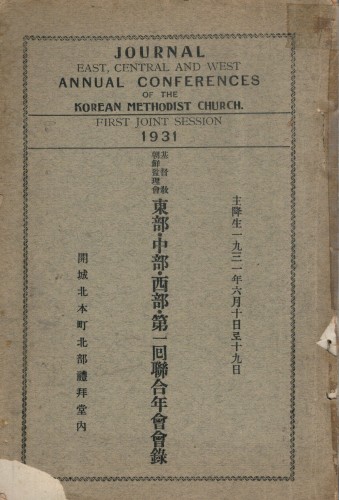 JOURNAL
EAST, CENTRAL AND WEST
ANNUAL CONFERENCES
OF THE
KOREAN METHODIST CHURCH.
FIRST JOINT SESSION
1931
主降生一九三一年六月十日至十九日
基督敎
朝鮮監理會
東部·中部·西部·第一回聯合年會會錄
開城北本町北部禮拜堂內